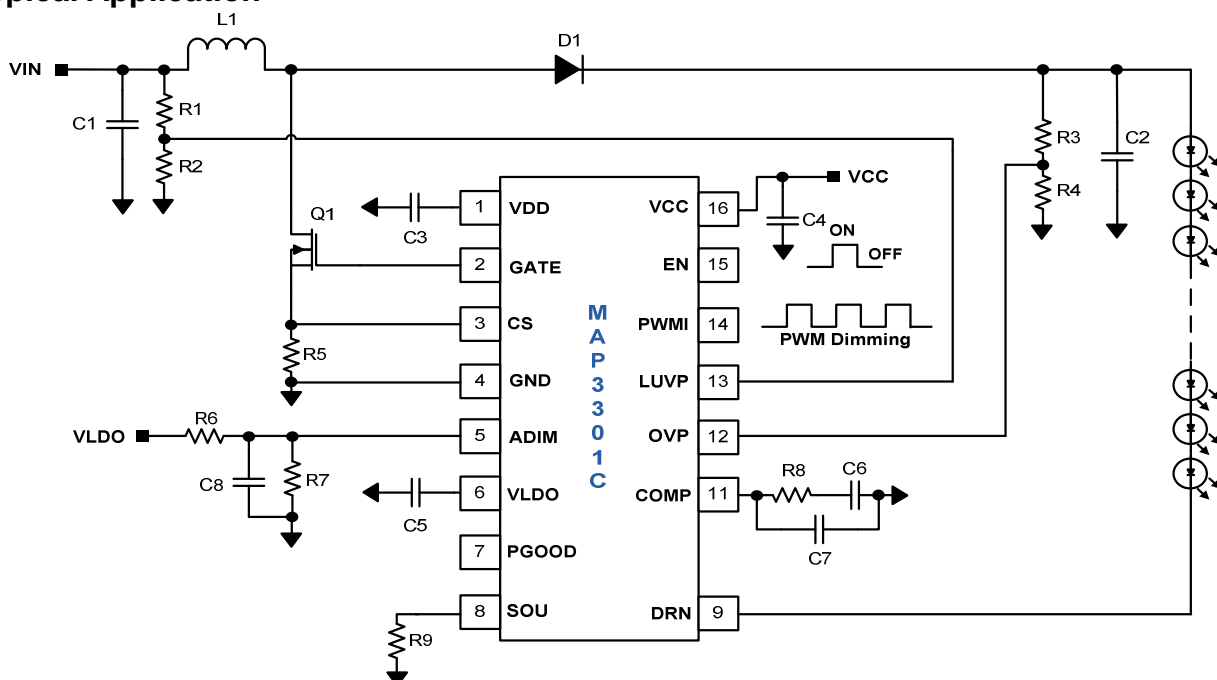 Typical Application
L1
D1
VIN
C1
R1
R2
R3
R4
C2
Q1
C3
1 VDD
2 GATE
3 CS
4 GND
5 ADIM
6 VLDO
7 PGOOD
8 SOU
MAP3301C
VCC 16
EN 15
PWMI 14
LUVP 13
OVP 12
COMP 11
DRN 9
VCC
C4
ON
OFF
PWM Dimming
R5
VLDO
R6
C8
R7
C5
R8
C6
C7
R9